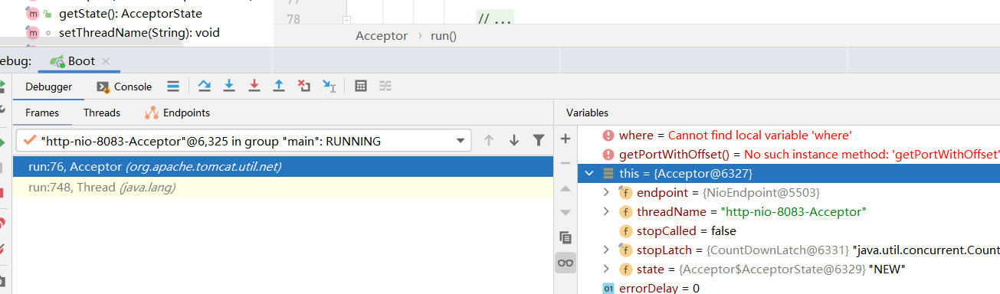 getState(): AcceptorState
setThreadName(String): void
77
78
// ...
Acceptor › run()
ebug:
Boot
Debugger
Console
Frames
Threads
Endpoints
Variables
"http-nio-8083-Acceptor"@6,325 in group "main": RUNNING
run:76, Acceptor (org.apache.tomcat.util.net)
run:748, Thread (java.lang)
where = Cannot find local variable 'where'
getPortWithOffset() = No such instance method: 'getPortWithOffset'
this = {Acceptor@6327}
endpoint = {NioEndpoint@5503}
threadName = "http-nio-8083-Acceptor"
stopCalled = false
stopLatch = {CountDownLatch@6331} "java.util.concurrent.Count
state = {Acceptor$AcceptorState@6329} "NEW"
errorDelay = 0